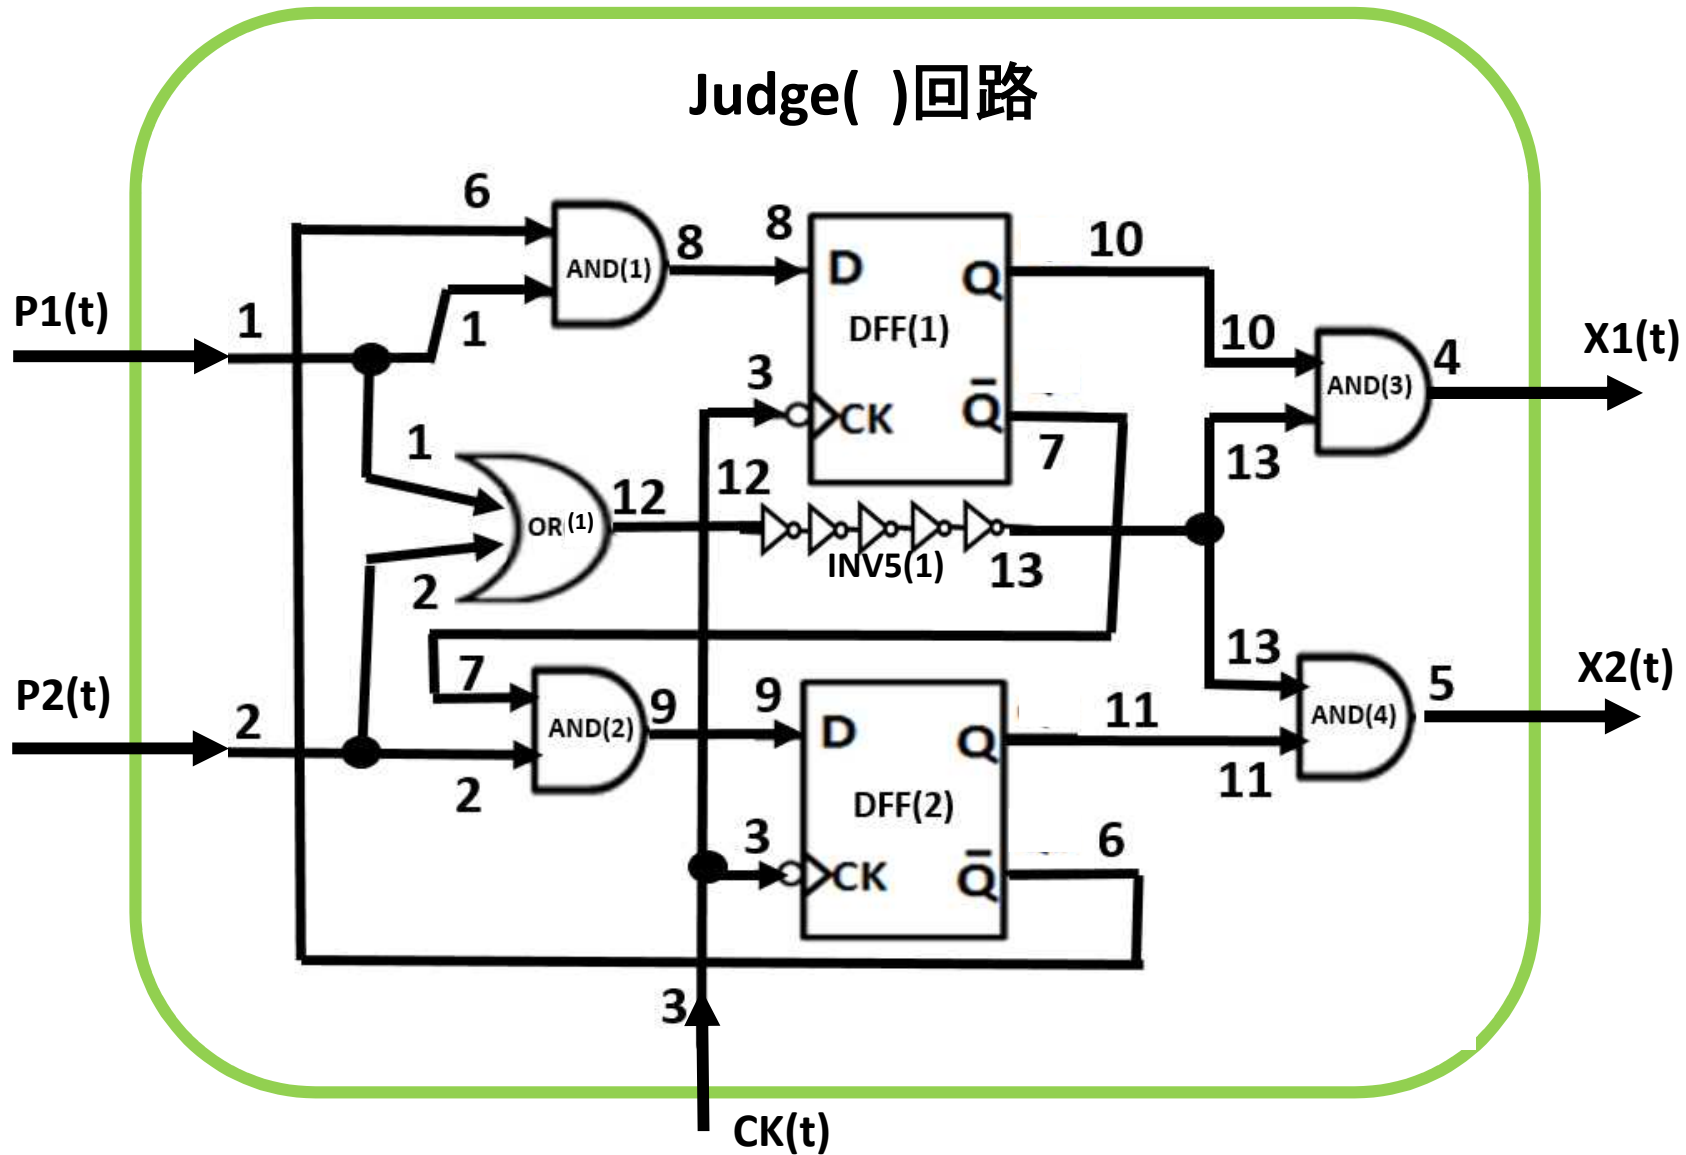 Judge( )回路
6
AND(1)
8
8
D
Q
10
DFF(1)
P1(t)
1
1
3
CK
Q̅
7
10
AND(3)
4
X1(t)
13
1
OR(1)
12
12
INV5(1)
13
2
7
13
P2(t)
2
AND(2)
9
9
D
Q
11
AND(4)
5
X2(t)
2
DFF(2)
11
3
CK
Q̅
6
3
CK(t)